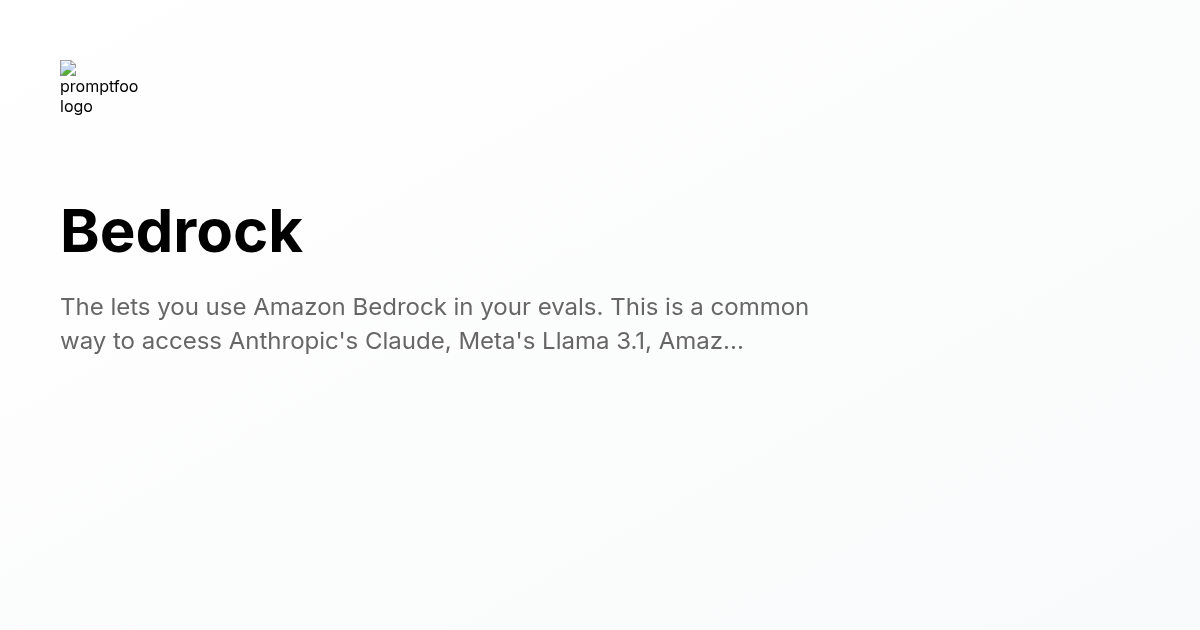 promptfoo
logo
Bedrock
The lets you use Amazon Bedrock in your evals. This is a common
way to access Anthropic's Claude, Meta's Llama 3.1, Amaz...